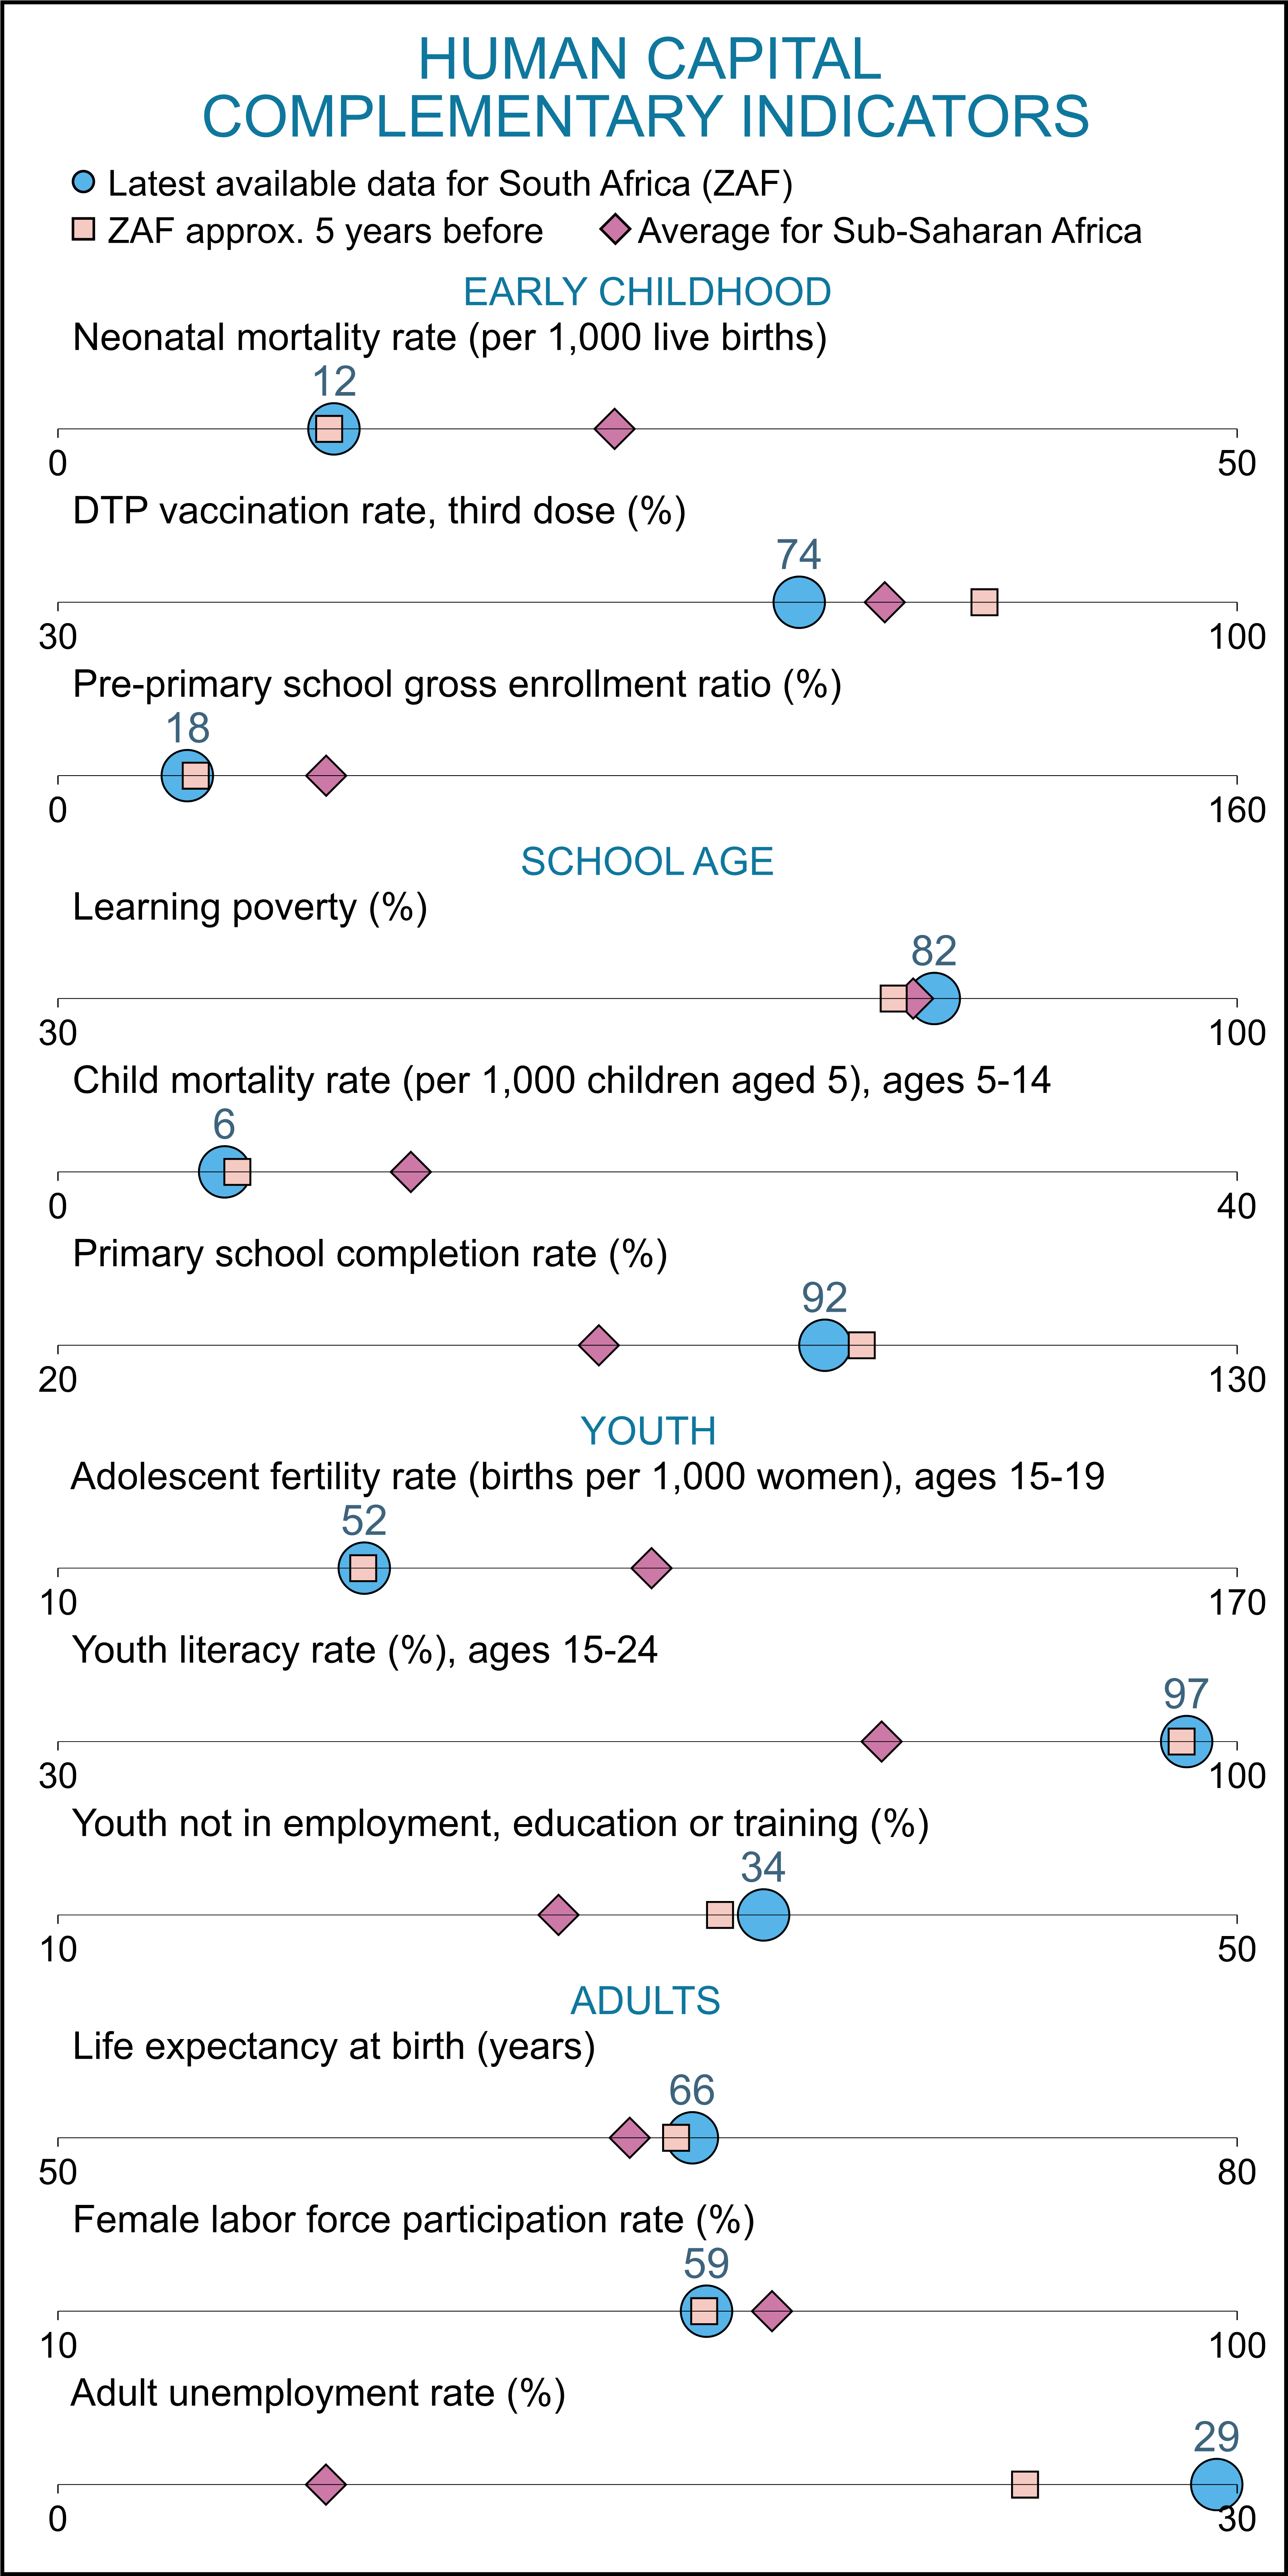 HUMAN CAPITAL
COMPLEMENTARY INDICATORS
Latest available data for South Africa (ZAF)
ZAF approx. 5 years before Average for Sub-Saharan Africa
EARLY CHILDHOOD
Neonatal mortality rate (per 1,000 live births)
12
0 50
DTP vaccination rate, third dose (%)
74
30 100
Pre-primary school gross enrollment ratio (%)
18
0 160
SCHOOL AGE
Learning poverty (%)
82
30 100
Child mortality rate (per 1,000 children aged 5), ages 5-14
6
0 40
Primary school completion rate (%)
92
20 130
YOUTH
Adolescent fertility rate (births per 1,000 women), ages 15-19
52
10 170
Youth literacy rate (%), ages 15-24
97
30 100
Youth not in employment, education or training (%)
34
10 50
ADULTS
Life expectancy at birth (years)
66
50 80
Female labor force participation rate (%)
59
10 100
Adult unemployment rate (%)
29
0 30